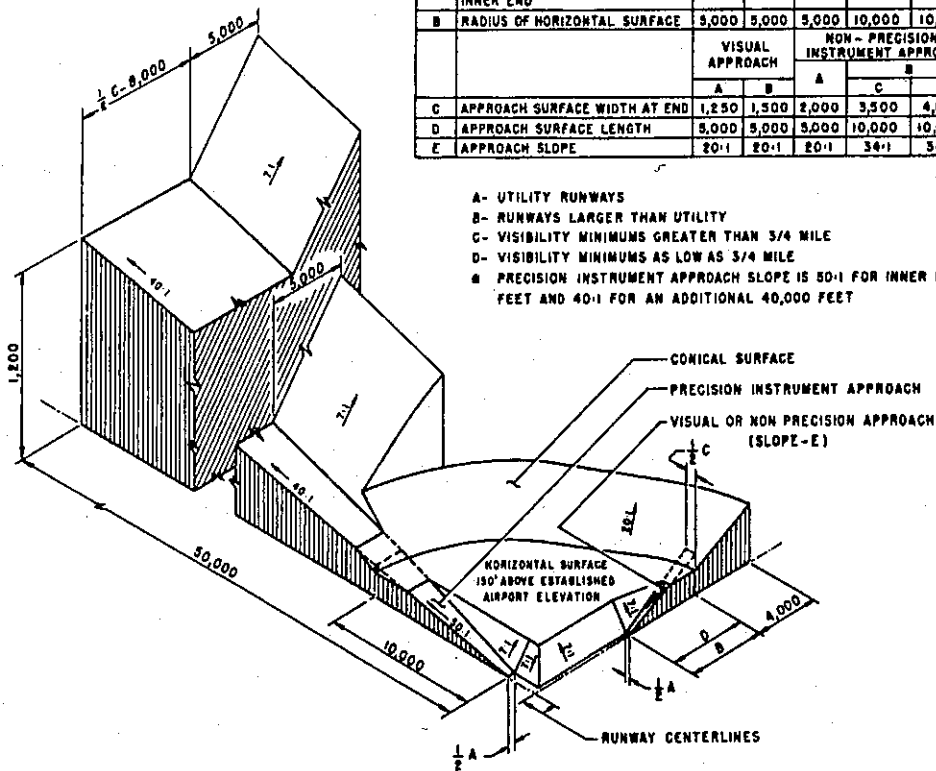 INNER END
B RADIUS OF HORIZONTAL SURFACE 5,000 5,000 5,000 10,000 10,
VISUAL APPROACH
NON-PRECISION
INSTRUMENT APPRO
A B A B
C
C APPROACH SURFACE WIDTH AT END 1,250 1,500 2,000 3,500 4,
D APPROACH SURFACE LENGTH 5,000 5,000 5,000 10,000 10,
E APPROACH SLOPE 20:1 20:1 20:1 34:1 3
A- UTILITY RUNWAYS
B- RUNWAYS LARGER THAN UTILITY
C- VISIBILITY MINIMUMS GREATER THAN 3/4 MILE
D- VISIBILITY MINIMUMS AS LOW AS 3/4 MILE
PRECISION INSTRUMENT APPROACH SLOPE IS 50:1 FOR INNER
FEET AND 40:1 FOR AN ADDITIONAL 40,000 FEET
5,000
1/2 C-8,000
7:1
40:1
5,000
1,200
7:1
CONICAL SURFACE
PRECISION INSTRUMENT APPROACH
VISUAL OR NON PRECISION APPROACH
(SLOPE-E)
1/2 C
40:1
20:1
HORIZONTAL SURFACE
150' ABOVE ESTABLISHED
AIRPORT ELEVATION
50,000
50:1
7:1
7:1
7:1
7:1
4,000
D
B
10,000
1/2 A
RUNWAY CENTERLINES
1/2 A